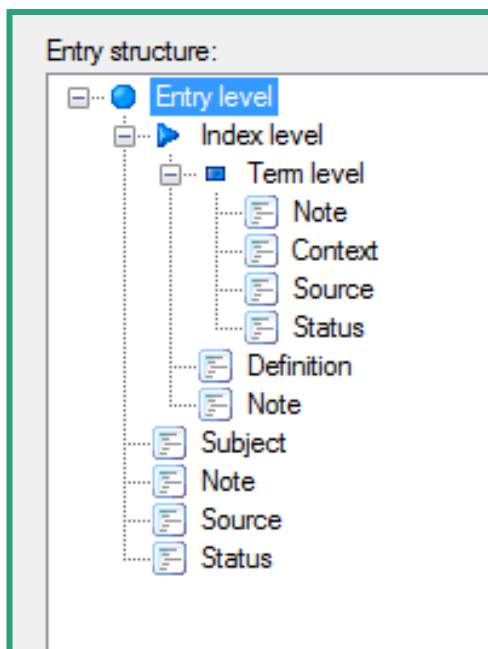 Entry structure:
Entry level
Index level
Term level
Note
Context
Source
Status
Definition
Note
Subject
Note
Source
Status